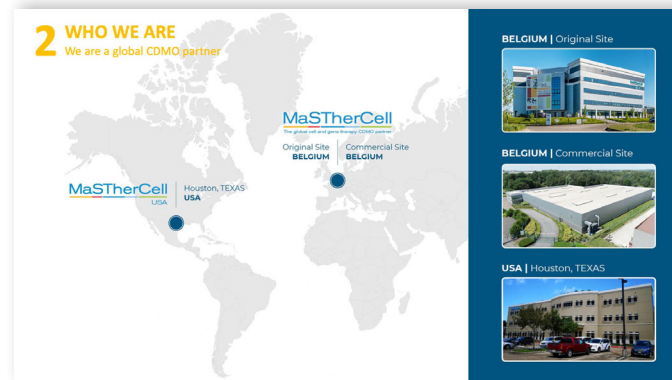 2 WHO WE ARE
We are a global CDMO partner
MaSTherCell
The global cell and gene therapy CDMO partner
Original Site
BELGIUM
Commercial Site
BELGIUM
MaSTherCell
USA
Houston, TEXAS
USA
BELGIUM | Original Site
BELGIUM | Commercial Site
USA | Houston, TEXAS